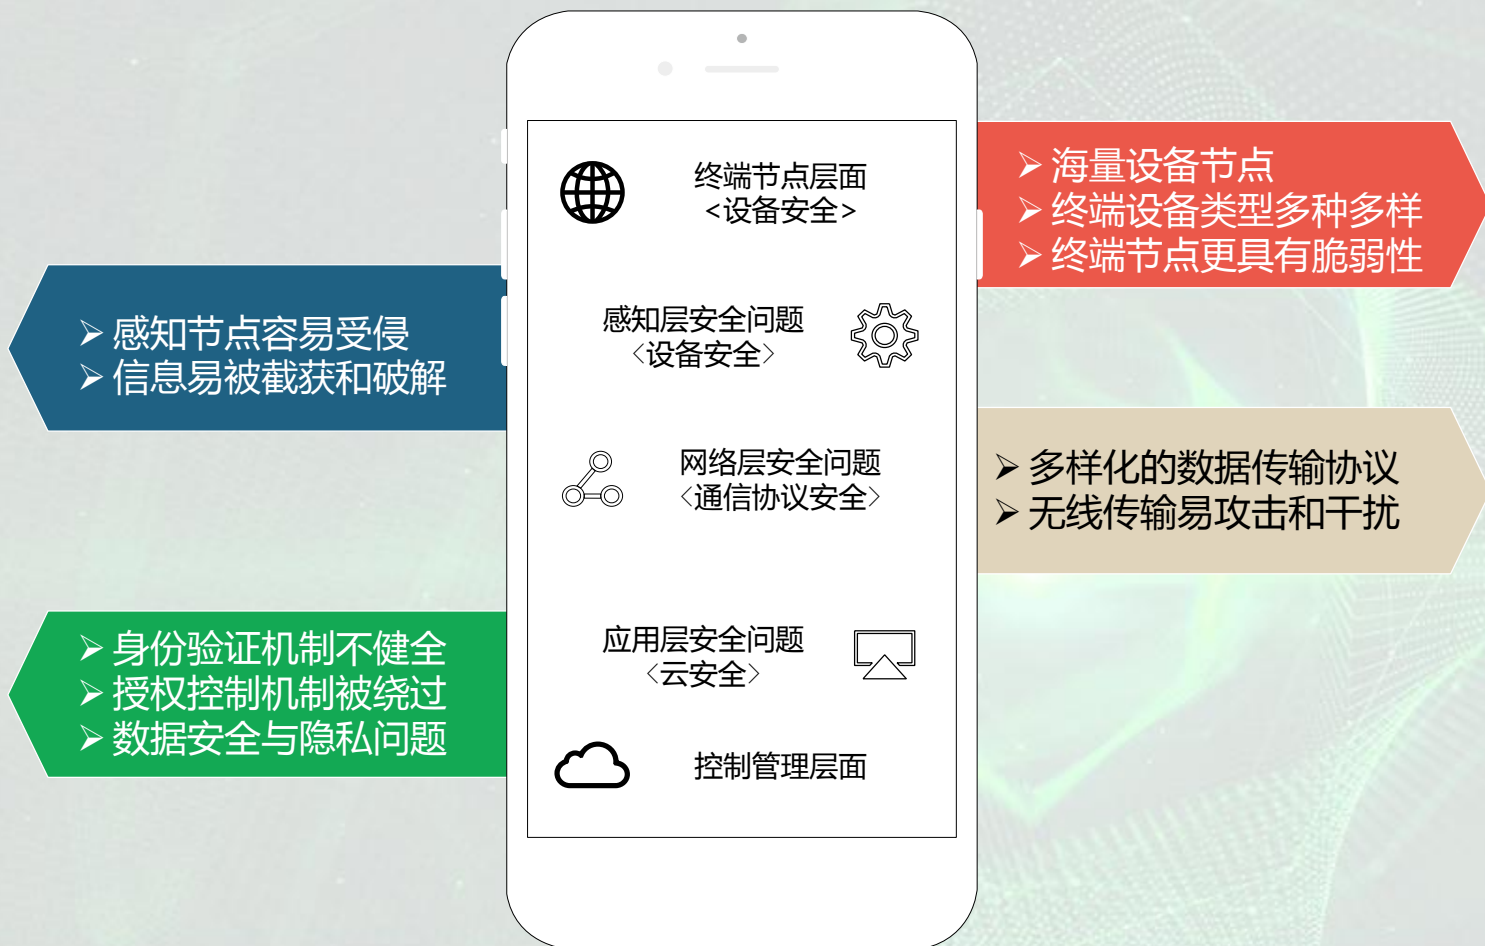 终端节点层面
<设备安全>
➢ 海量设备节点
➢ 终端设备类型多种多样
➢ 终端节点更具有脆弱性
感知层安全问题
〈设备安全〉
➢ 感知节点容易受侵
➢ 信息易被截获和破解
网络层安全问题
〈通信协议安全〉
➢ 多样化的数据传输协议
➢ 无线传输易攻击和干扰
应用层安全问题
〈云安全〉
➢ 身份验证机制不健全
➢ 授权控制机制被绕过
➢ 数据安全与隐私问题
控制管理层面